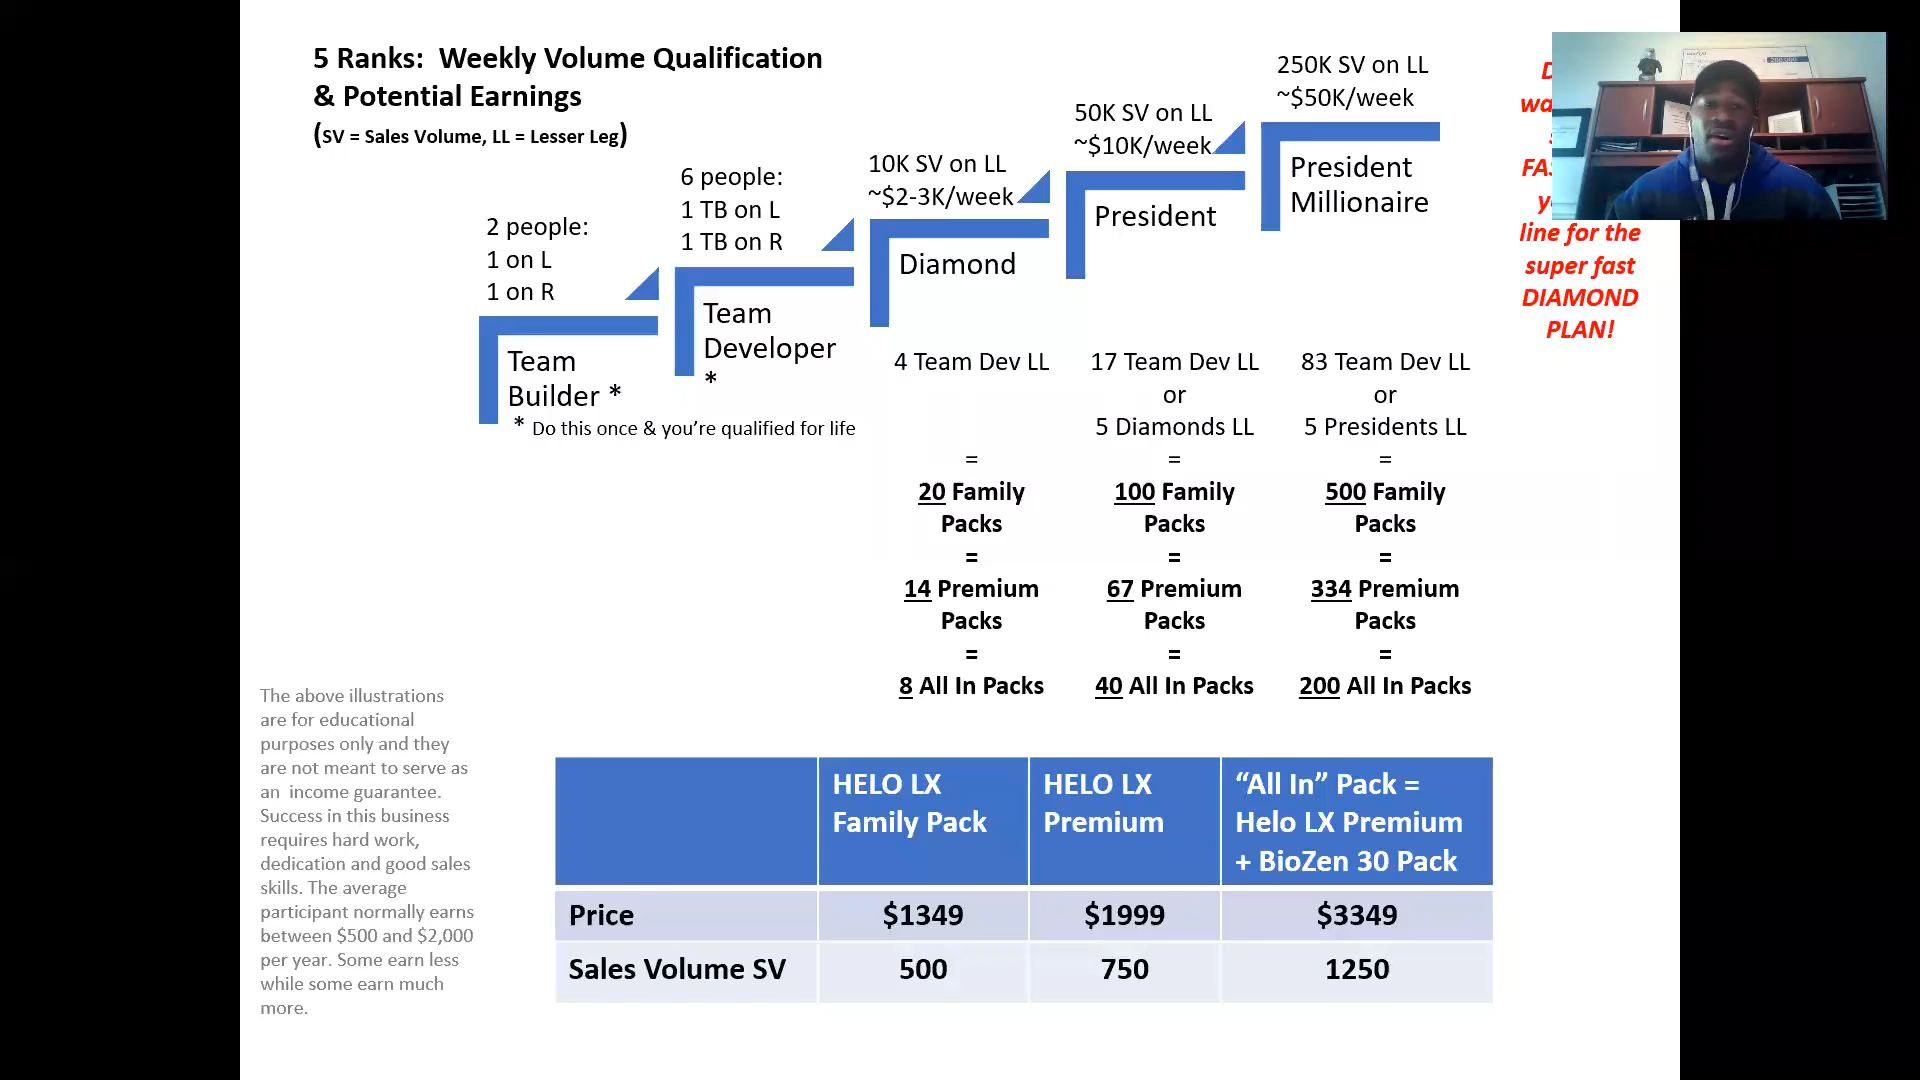 5 Ranks: Weekly Volume Qualification
& Potential Earnings
(SV = Sales Volume, LL = Lesser Leg)
2 people:
1 on L
1 on R
Team
Builder *
6 people:
1 TB on L
1 TB on R
Team
Developer
*
* Do this once & you’re qualified for life
10K SV on LL
~$2-3K/week
Diamond
50K SV on LL
~$10K/week
President
250K SV on LL
~$50K/week
President
Millionaire
line for the
super fast
DIAMOND
PLAN!
4 Team Dev LL
=
20 Family
Packs
=
14 Premium
Packs
=
8 All In Packs
17 Team Dev LL
or
5 Diamonds LL
=
100 Family
Packs
=
67 Premium
Packs
=
40 All In Packs
83 Team Dev LL
or
5 Presidents LL
=
500 Family
Packs
=
334 Premium
Packs
=
200 All In Packs
The above illustrations
are for educational
purposes only and they
are not meant to serve as
an income guarantee.
Success in this business
requires hard work,
dedication and good sales
skills. The average
participant normally earns
between $500 and $2,000
per year. Some earn less
while some earn much
more.
HELO LX
Family Pack
HELO LX
Premium
“All In” Pack =
Helo LX Premium
+ BioZen 30 Pack
Price $1349 $1999 $3349
Sales Volume SV 500 750 1250